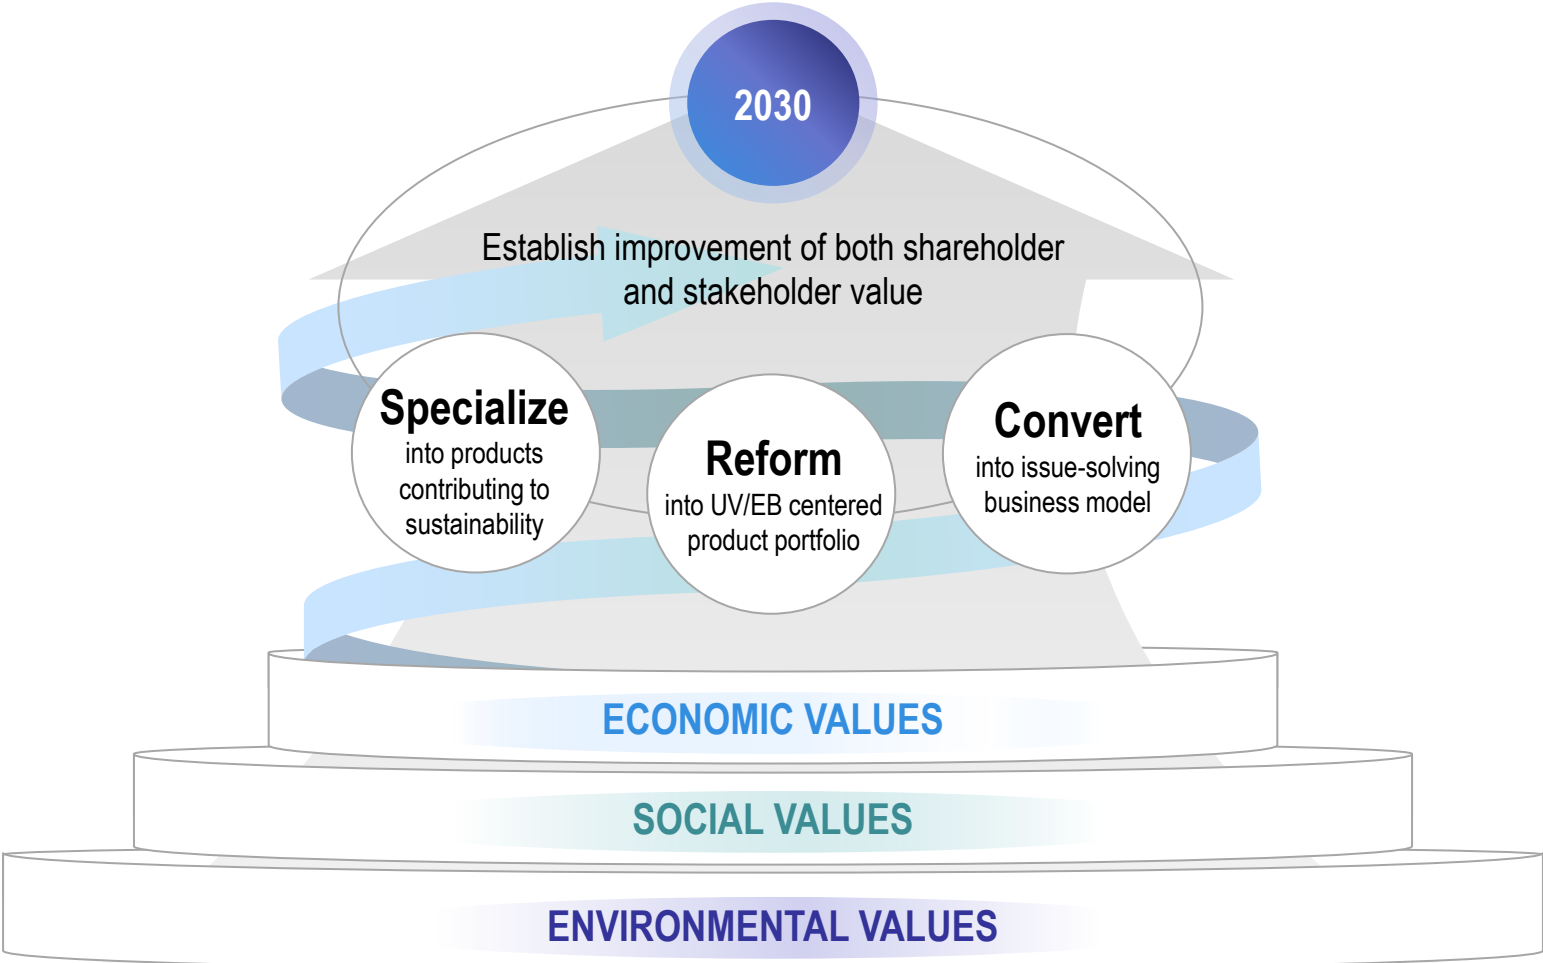 2030
Establish improvement of both shareholder
and stakeholder value
Specialize
into products
contributing to
sustainability
Reform
into UV/EB centered
product portfolio
Convert
into issue-solving
business model
ECONOMIC VALUES
SOCIAL VALUES
ENVIRONMENTAL VALUES